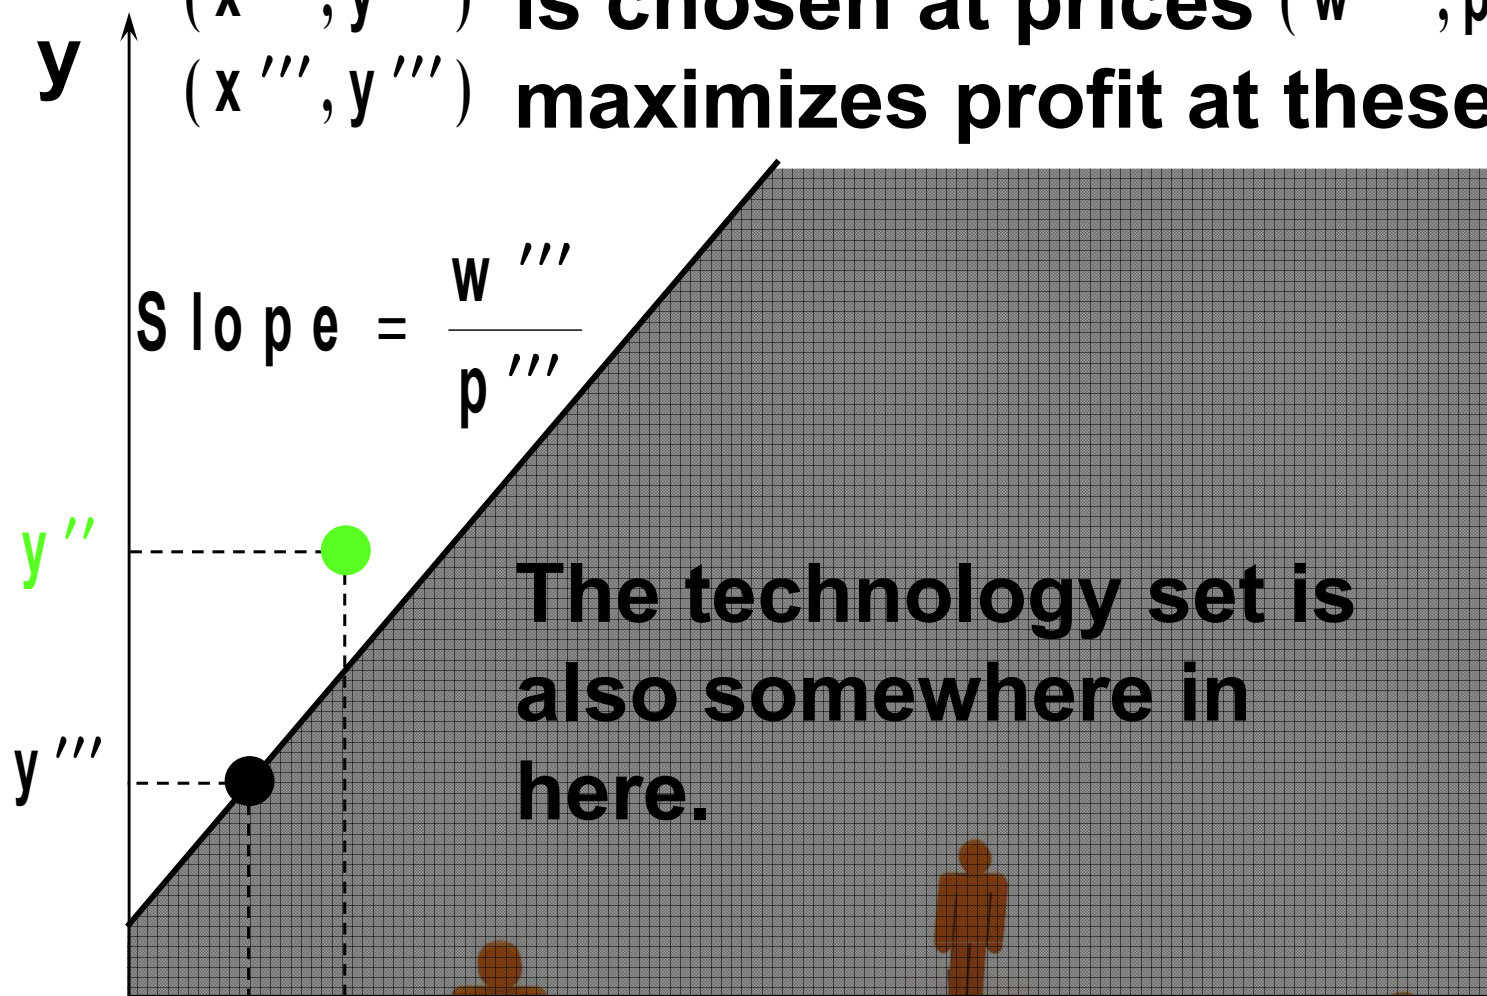 (x‴,y‴) is chosen at prices (w‴,p
y
(x‴,y‴) maximizes profit at these
Slope = w‴
p‴
y″
The technology set is
also somewhere in
y‴
here.